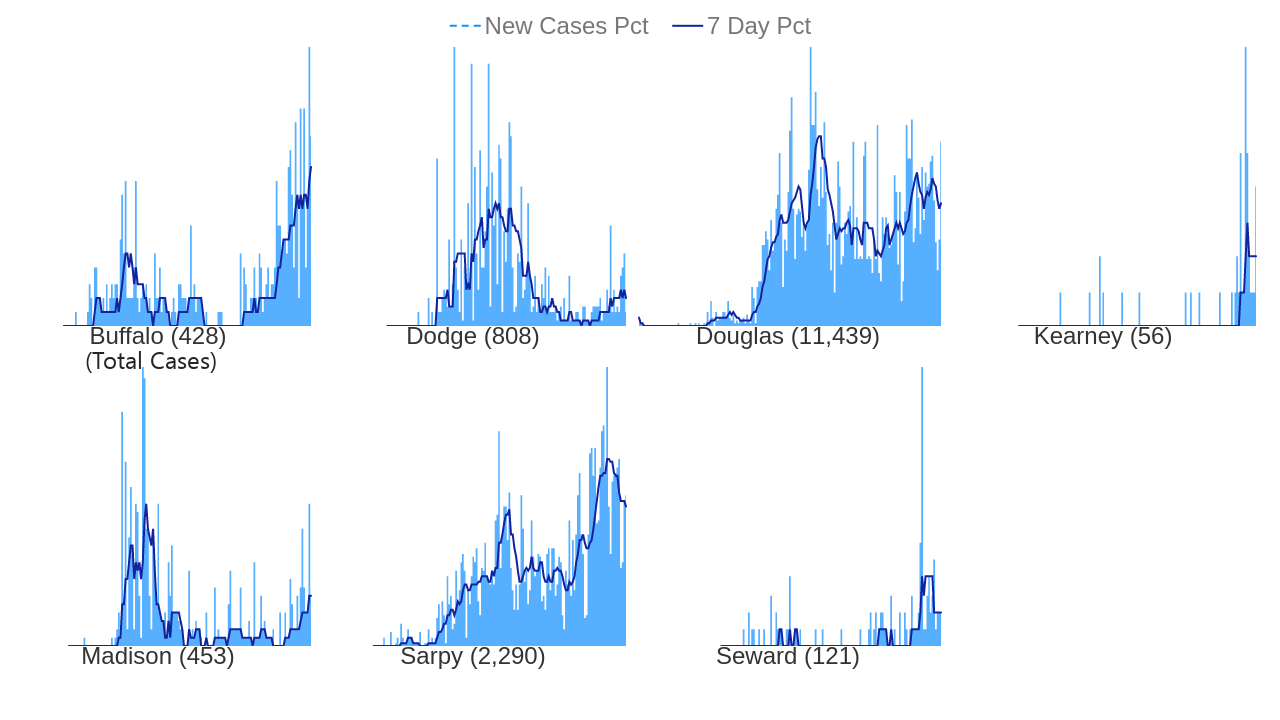 New Cases Pct 7 Day Pct
Buffalo (428) Dodge (808) Douglas (11,439) Kearney (56)
(Total Cases)
Madison (453) Sarpy (2,290) Seward (121)